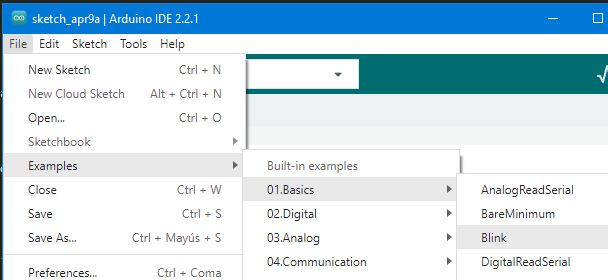 sketch_apr9a | Arduino IDE 2.2.1
File Edit Sketch Tools Help
New Sketch Ctrl + N
New Cloud Sketch Alt + Ctrl + N
Open... Ctrl + O
Sketchbook
Examples
Close Ctrl + W
Save Ctrl + S
Save As... Ctrl + Mayús + S
Preferences... Ctrl + Coma
Built-in examples
01.Basics
02.Digital
03.Analog
04.Communication
AnalogReadSerial
BareMinimum
Blink
DigitalReadSerial